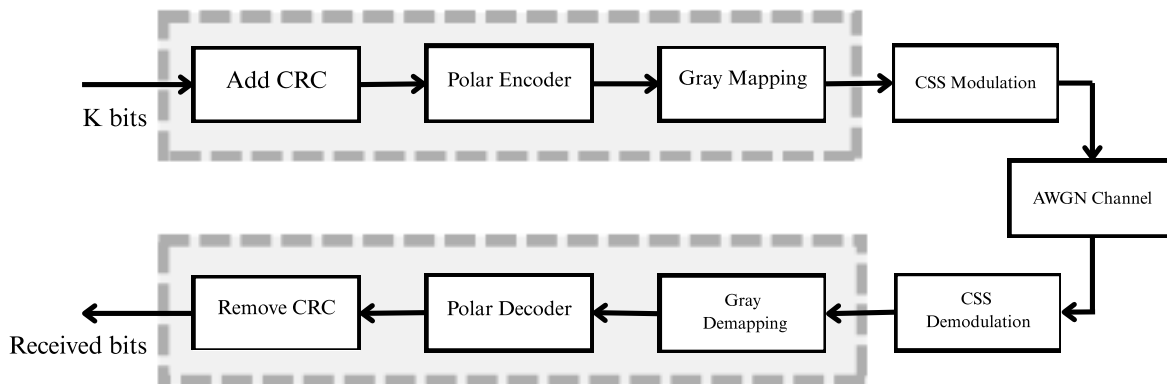 Add CRC
Polar Encoder
Gray Mapping
CSS Modulation
K bits
AWGN Channel
Remove CRC
Polar Decoder
Gray
Demapping
CSS
Demodulation
Received bits